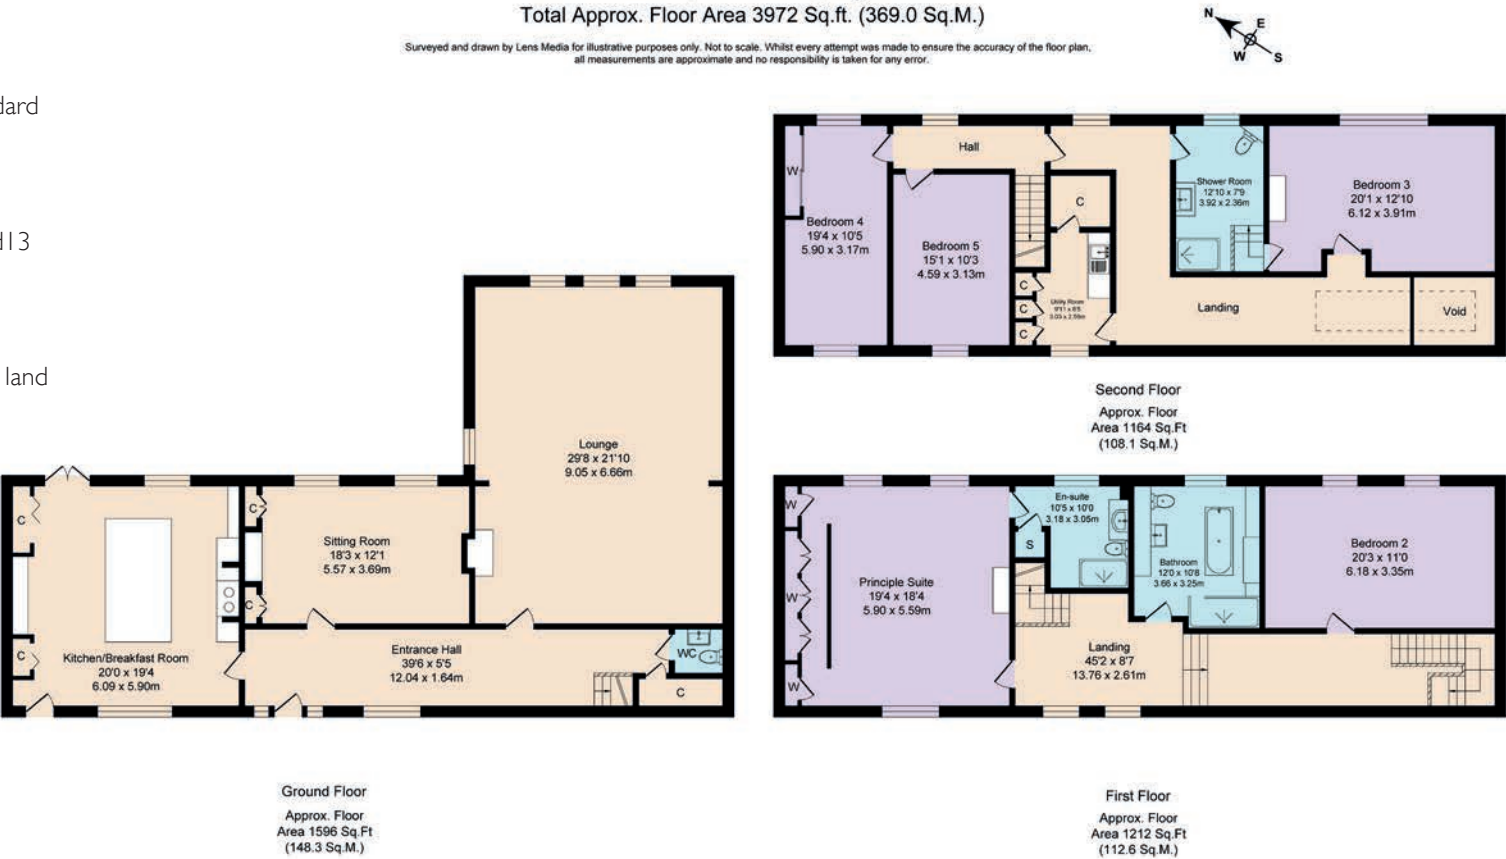 Total Approx. Floor Area 3972 Sq.ft. (369.0 Sq.M.)
Surveyed and drawn by Lens Media for illustrative purposes only. Not to scale. Whilst every attempt was made to ensure the accuracy of the floor plan,
all measurements are approximate and no responsibility is taken for any error.
N
E
W
S
dard
d13
land
W
Bedroom 4
19'4 x 10'5
5.90 x 3.17m
Hall
Bedroom 5
15'1 x 10'3
4.59 x 3.13m
C
C
C
C
Utility Room
9'11 x 8'5
3.03 x 2.59m
Shower Room
12'10 x 7'9
3.92 x 2.36m
Bedroom 3
20'1 x 12'10
6.12 x 3.91m
Landing
Void
Second Floor
Approx. Floor
Area 1164 Sq.Ft
(108.1 Sq.M.)
Lounge
29'8 x 21'10
9.05 x 6.66m
C
C
Kitchen/Breakfast Room
20'0 x 19'4
6.09 x 5.90m
C
C
Sitting Room
18'3 x 12'1
5.57 x 3.69m
Entrance Hall
39'6 x 5'5
12.04 x 1.64m
WC
C
Ground Floor
Approx. Floor
Area 1596 Sq.Ft
(148.3 Sq.M.)
W
W
W
Principle Suite
19'4 x 18'4
5.90 x 5.59m
En-suite
10'5 x 10'0
3.18 x 3.05m
S
Bathroom
12'0 x 10'8
3.66 x 3.25m
Bedroom 2
20'3 x 11'0
6.18 x 3.35m
Landing
45'2 x 8'7
13.76 x 2.61m
First Floor
Approx. Floor
Area 1212 Sq.Ft
(112.6 Sq.M.)